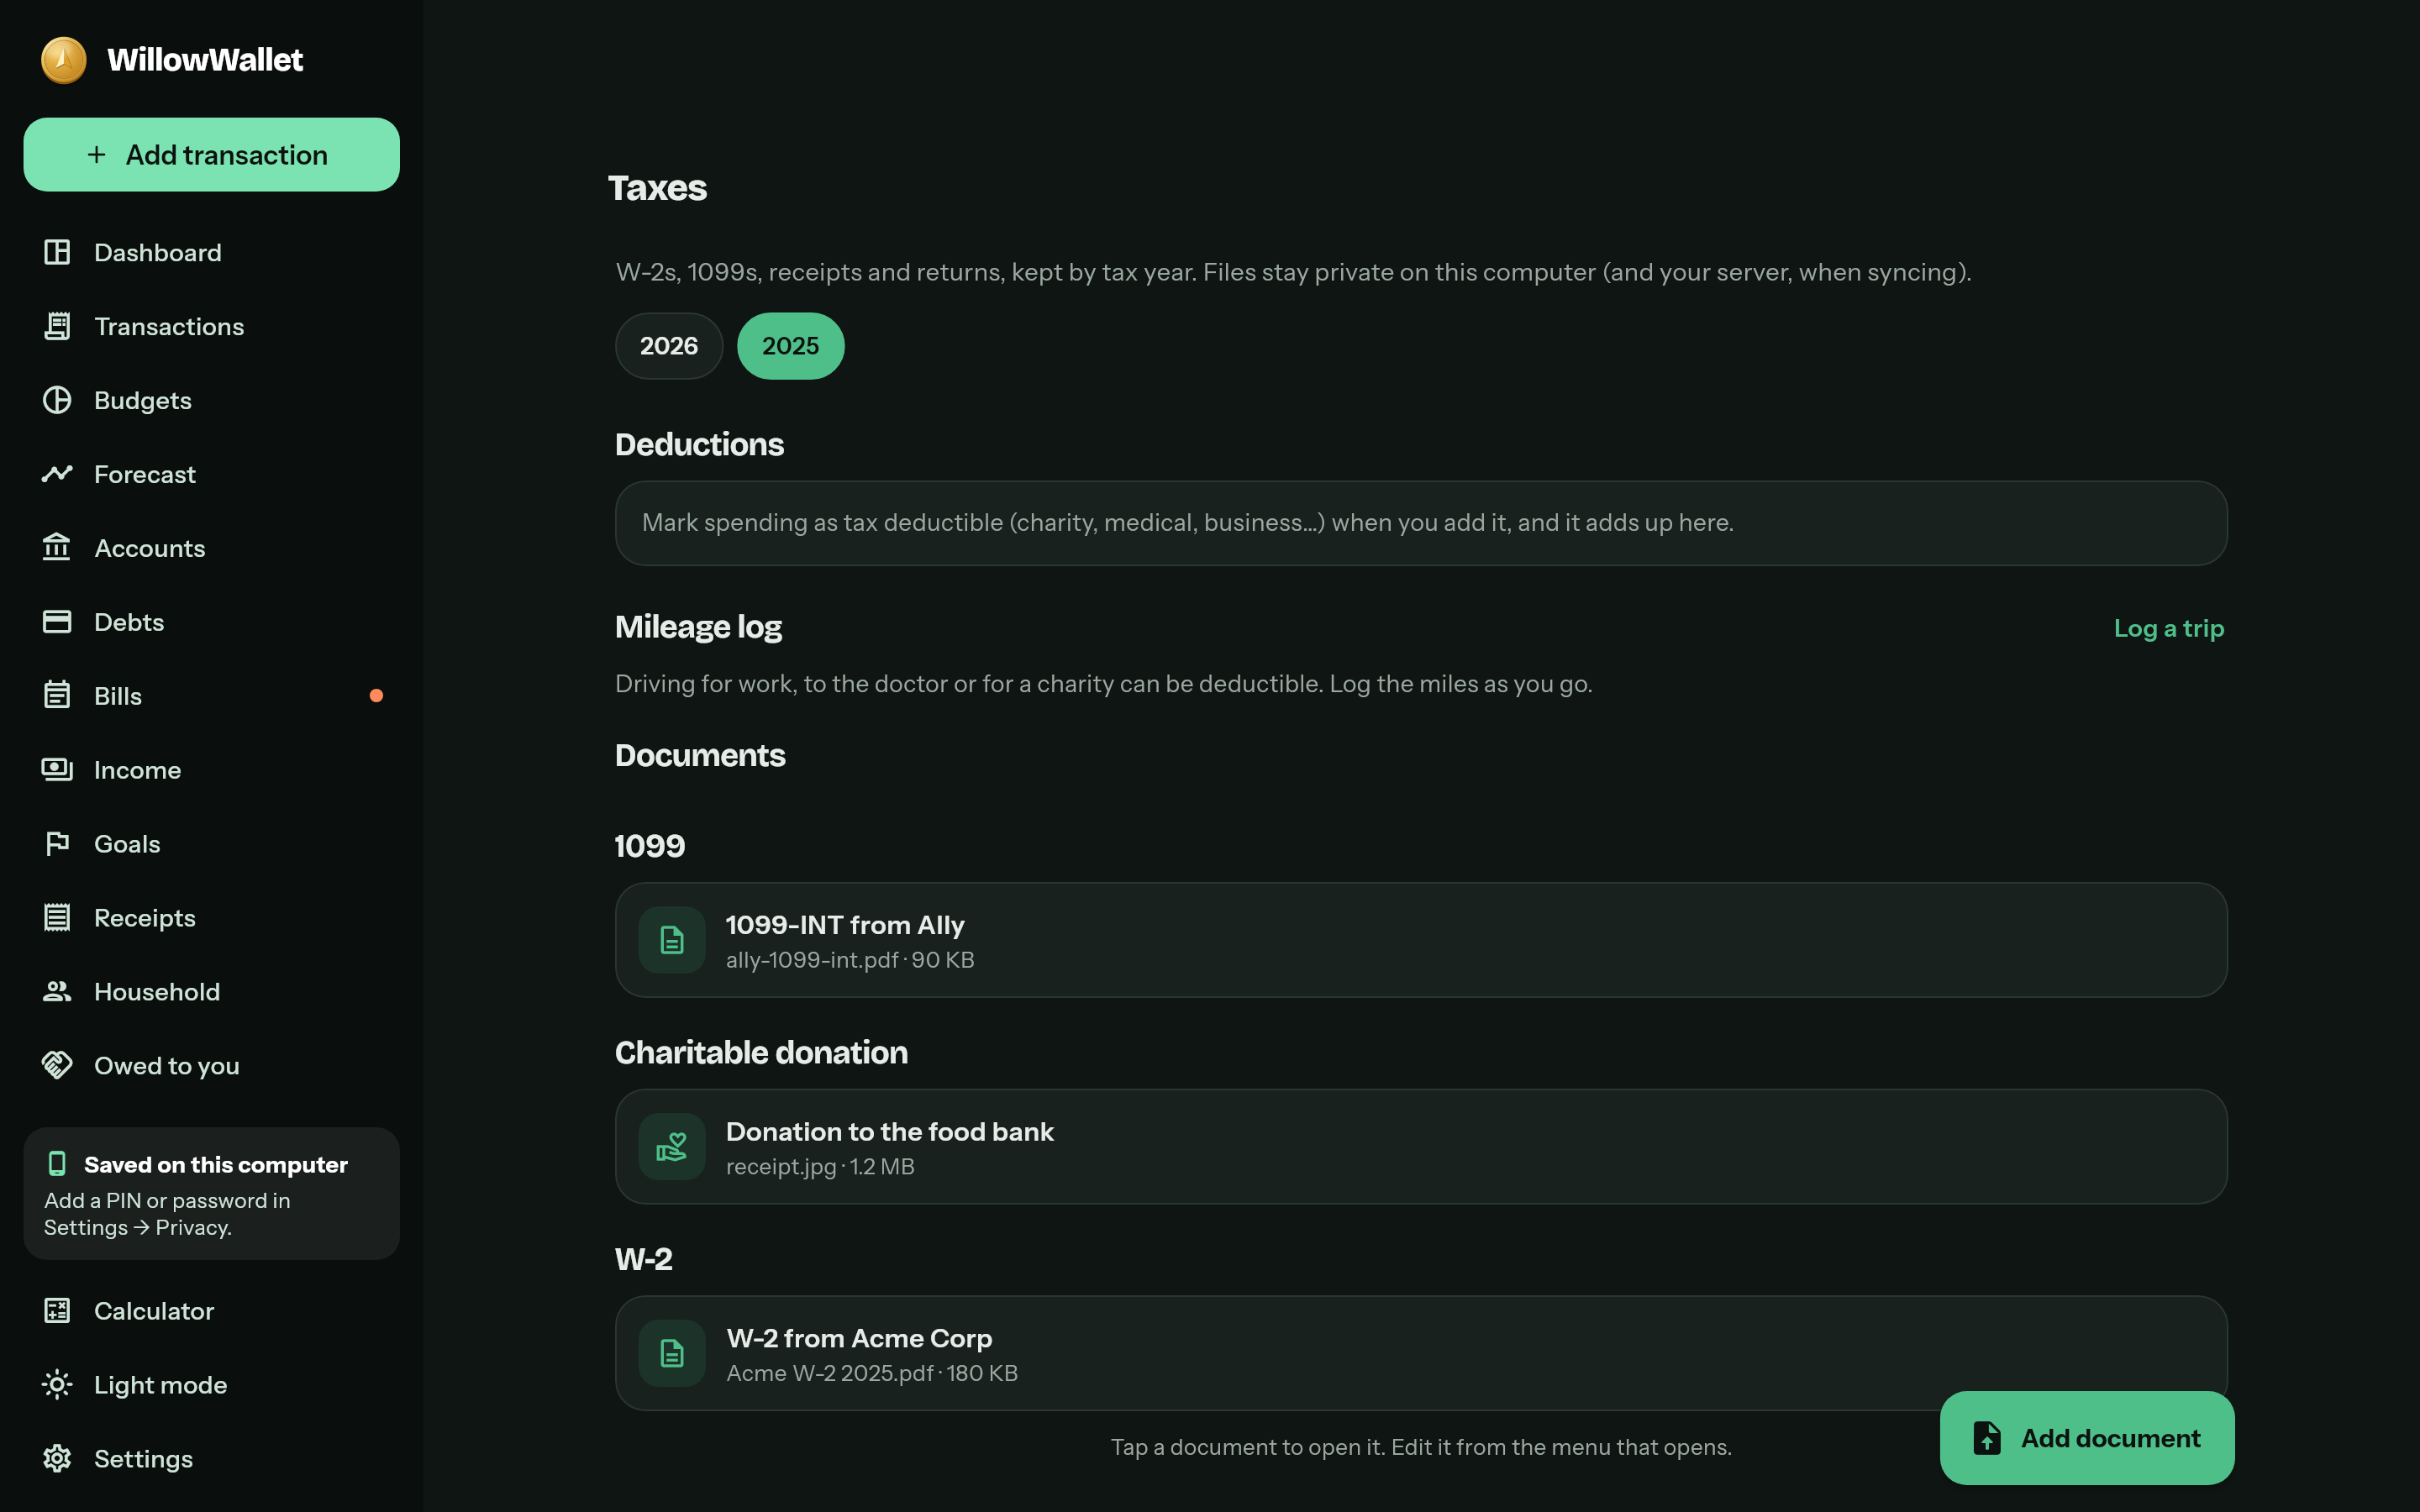 WillowWallet
Add transaction
Dashboard
Transactions
Budgets
Forecast
Accounts
Debts
Bills
Income
Goals
Receipts
Household
Owed to you
Saved on this computer
Add a PIN or password in
Settings → Privacy.
Calculator
Light mode
Settings
Taxes
W-2s, 1099s, receipts and returns, kept by tax year. Files stay private on this computer (and your server, when syncing).
2026
2025
Deductions
Mark spending as tax deductible (charity, medical, business…) when you add it, and it adds up here.
Mileage log
Log a trip
Driving for work, to the doctor or for a charity can be deductible. Log the miles as you go.
Documents
1099
1099-INT from Ally
ally-1099-int.pdf · 90 KB
Charitable donation
Donation to the food bank
receipt.jpg · 1.2 MB
W-2
W-2 from Acme Corp
Acme W-2 2025.pdf · 180 KB
Tap a document to open it. Edit it from the menu that opens.
Add document